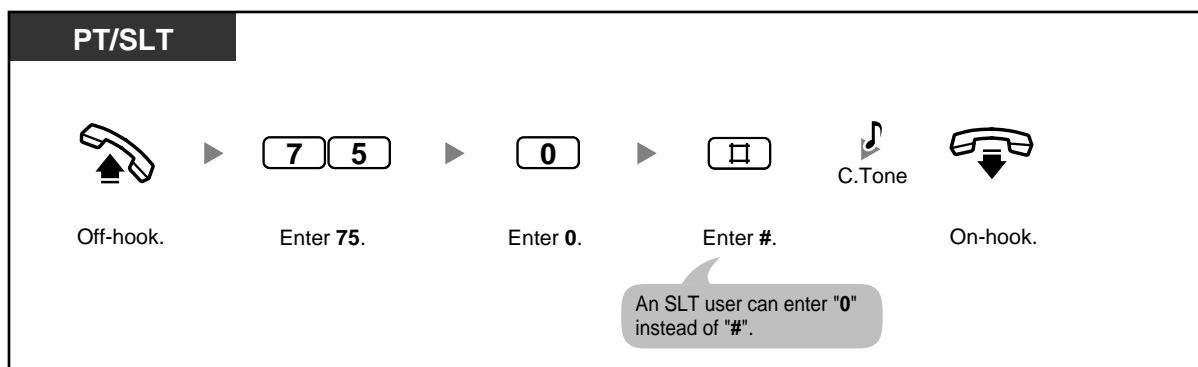 PT/SLT
7 5
0
#
C.Tone
Off-hook.
Enter 75.
Enter 0.
Enter #.
On-hook.
An SLT user can enter "0"
instead of "#".